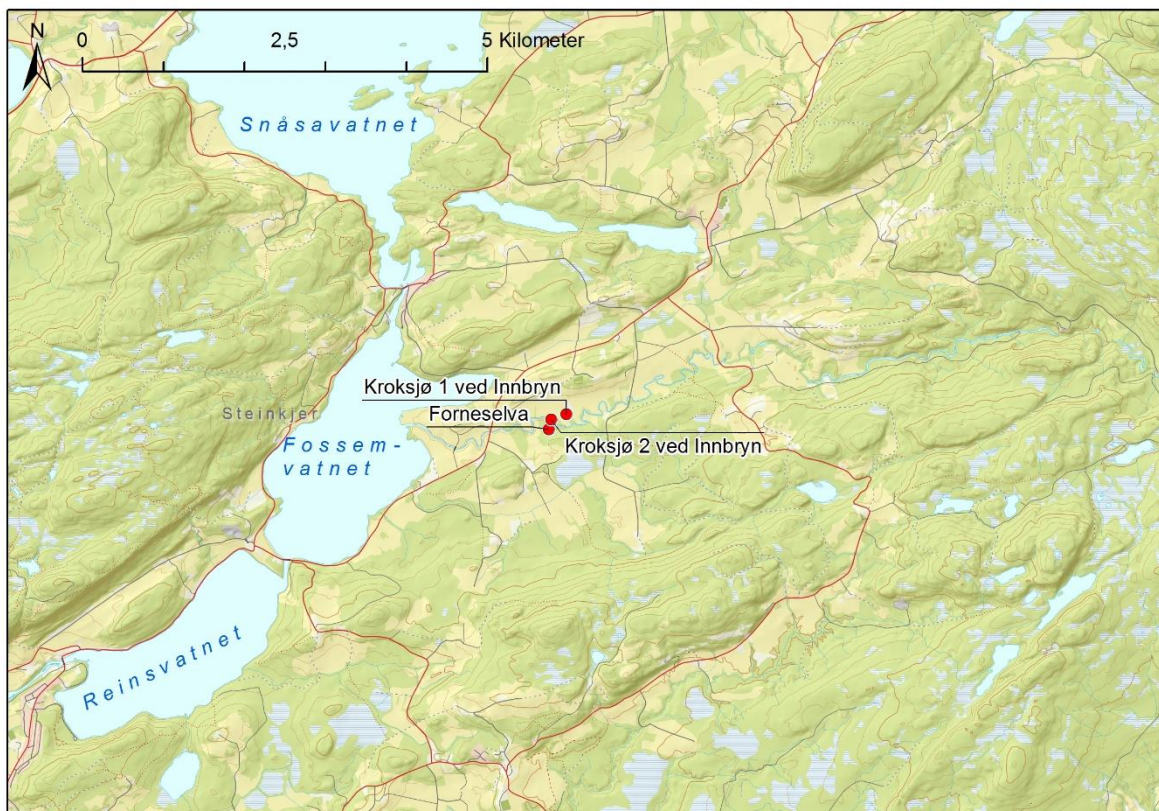 N
0 2,5 5 Kilometer
Snåsavatnet
Kroksjø 1 ved Innbryn
Steinkjer
Forneselva
Kroksjø 2 ved Innbryn
Fossem-
vatnet
Reinsvatnet